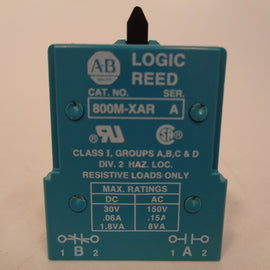 A-B
LOGIC
REED
CAT. NO. SER.
800M-XAR A
CLASS I, GROUPS A,B,C & D
DIV. 2 HAZ. LOC.
RESISTIVE LOADS ONLY
MAX. RATINGS
DC AC
30V 150V
.06A .15A
1.8VA 8VA
1 B 2 1 A 2